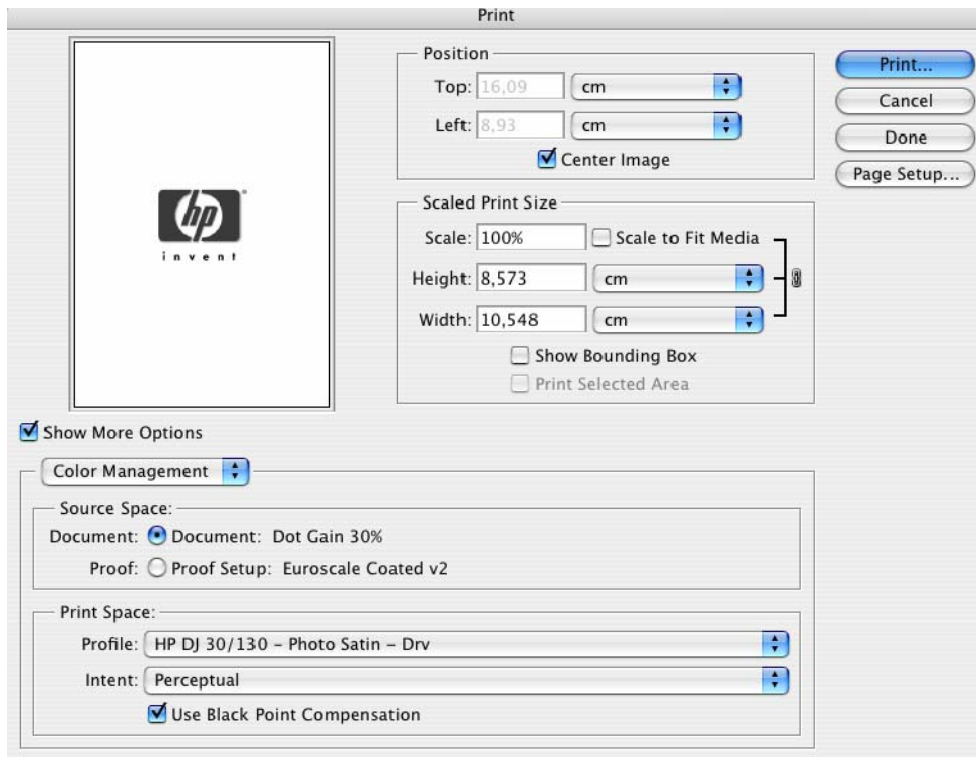 Print
hp
invent
Position
Top: 16,09 cm
Left: 8,93 cm
Center Image
Print...
Cancel
Done
Page Setup...
Scaled Print Size
Scale: 100% Scale to Fit Media
Height: 8,573 cm
Width: 10,548 cm
Show Bounding Box
Print Selected Area
Show More Options
Color Management
Source Space:
Document: Document: Dot Gain 30%
Proof: Proof Setup: Euroscale Coated v2
Print Space:
Profile: HP DJ 30/130 – Photo Satin – Drv
Intent: Perceptual
Use Black Point Compensation